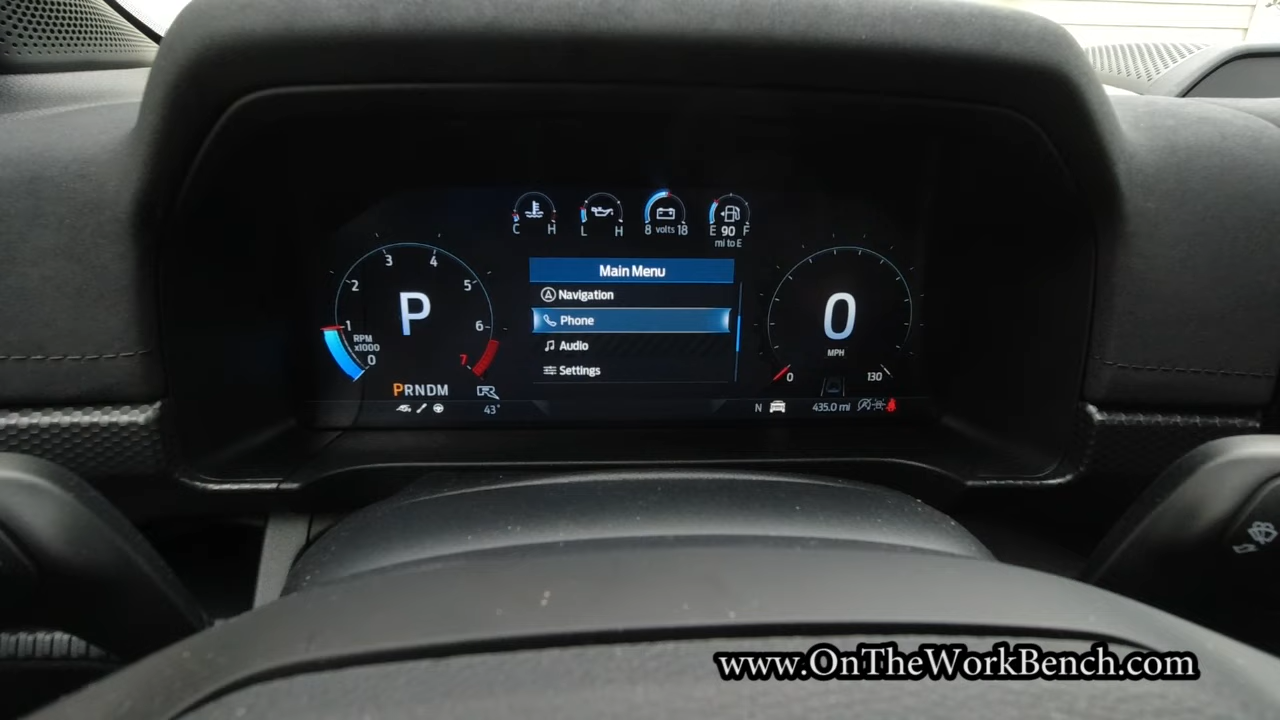 C H
L H
8 volts 18
E 90 F
mi to E
Main Menu
Navigation
Phone
Audio
Settings
0 1 2 3 4 5 6 7
RPM
x1000
P
PRNDM
R
43°
0
MPH
0 130
N
435.0 mi
www.OnTheWorkBench.com